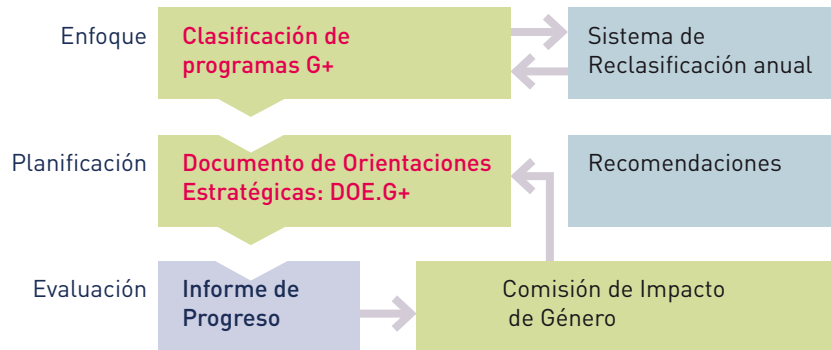 Enfoque
Clasificación de
programas G+
Sistema de
Reclasificación anual
Planificación
Documento de Orientaciones
Estratégicas: DOE.G+
Recomendaciones
Evaluación
Informe de
Progreso
Comisión de Impacto
de Género